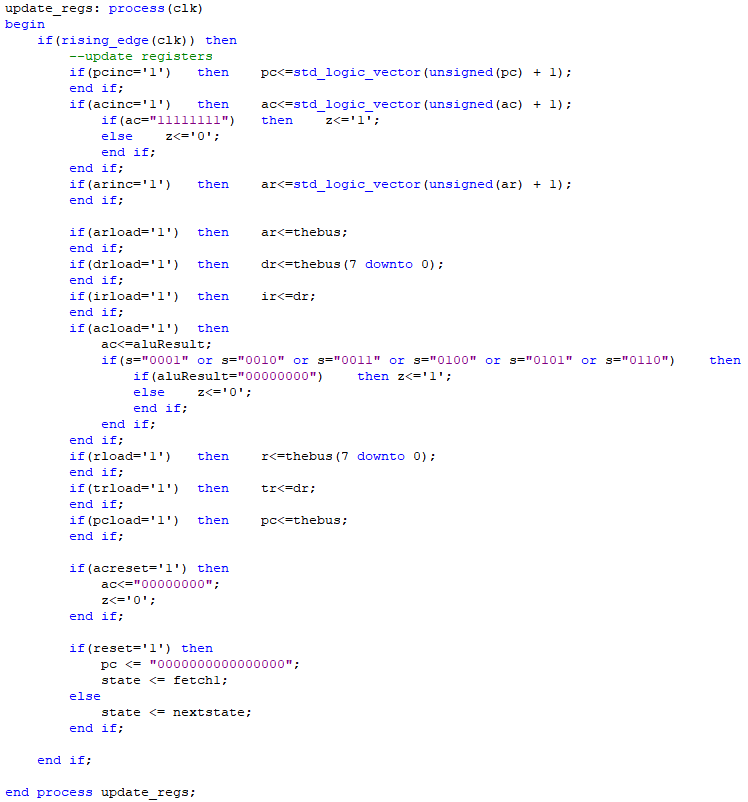 update_regs: process(clk)
begin
    if(rising_edge(clk)) then
        --update registers
        if(pcinc='1')   then    pc<=std_logic_vector(unsigned(pc) + 1);
        end if;
        if(acinc='1')   then    ac<=std_logic_vector(unsigned(ac) + 1);
            if(ac="11111111")   then    z<='1';
            else    z<='0';
            end if;
        end if;
        if(arinc='1')   then    ar<=std_logic_vector(unsigned(ar) + 1);
        end if;

        if(arload='1')  then    ar<=thebus;
        end if;
        if(drload='1')  then    dr<=thebus(7 downto 0);
        end if;
        if(irload='1')  then    ir<=dr;
        end if;
        if(acload='1')  then
            ac<=aluResult;
            if(s="0001" or s="0010" or s="0011" or s="0100" or s="0101" or s="0110")    then
                if(aluResult="00000000")    then z<='1';
                else    z<='0';
                end if;
            end if;
        end if;
        if(rload='1')   then    r<=thebus(7 downto 0);
        end if;
        if(trload='1')  then    tr<=dr;
        end if;
        if(pcload='1')  then    pc<=thebus;
        end if;

        if(acreset='1') then
            ac<="00000000";
            z<='0';
        end if;

        if(reset='1') then
            pc <= "0000000000000000";
            state <= fetch1;
        else
            state <= nextstate;
        end if;

    end if;

end process update_regs;